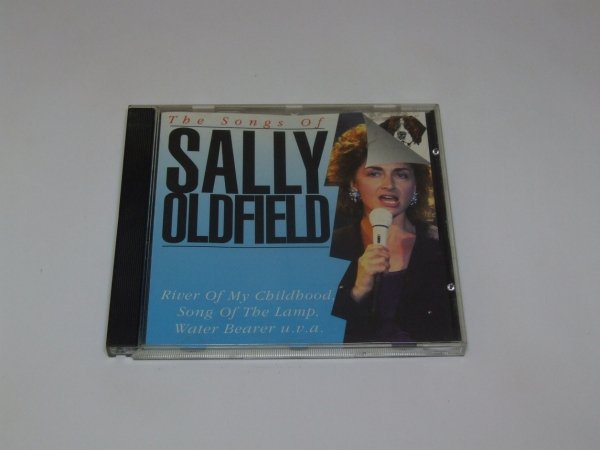 The Songs Of
SALLY
OLDFIELD
River Of My Childhood,
Song Of The Lamp,
Water Bearer u.v.a.